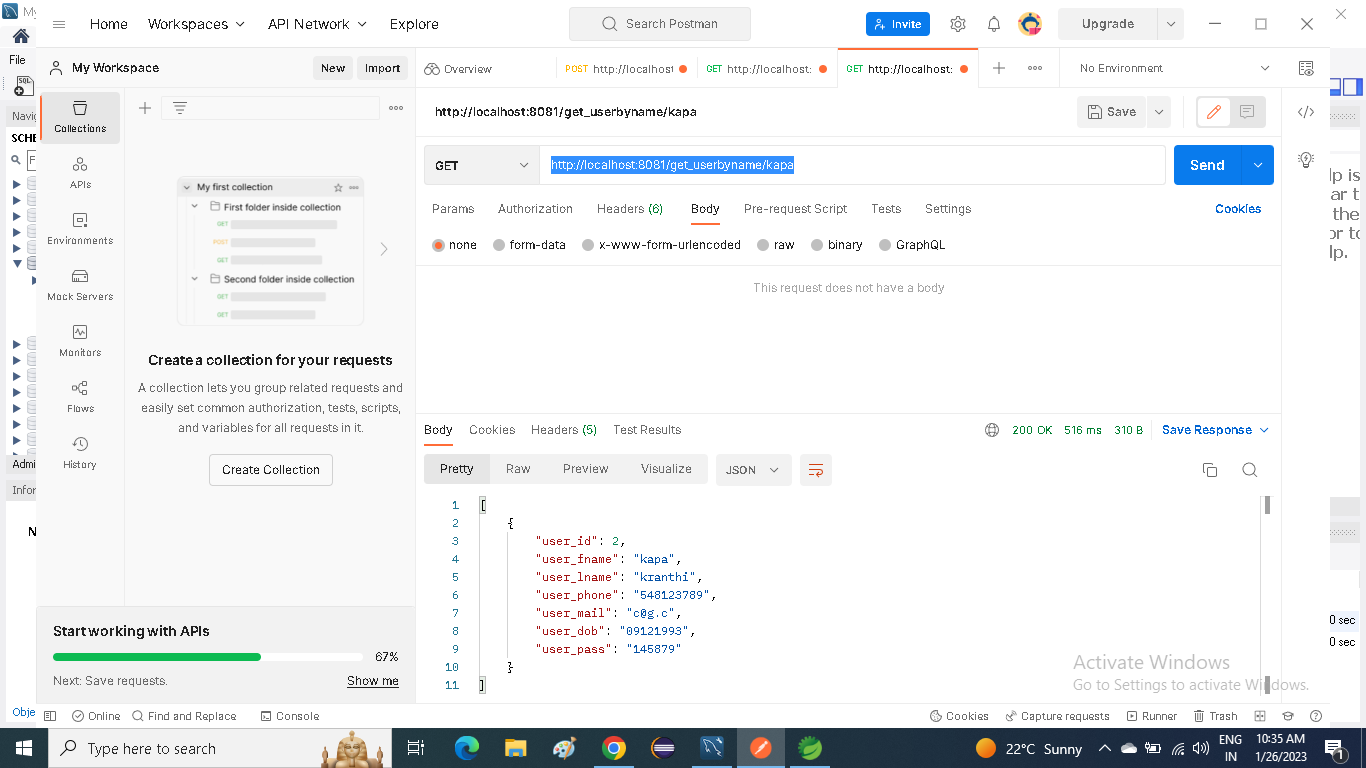 My
File
Navig
SCHE
Admi
Infor
N
Obje
Home
Workspaces
API Network
Explore
Search Postman
Invite
Upgrade
My Workspace
New
Import
Overview
POST http://localhost
GET http://localhost:
GET http://localhost:
No Environment
Collections
APIs
Environments
Mock Servers
Monitors
Flows
History
My first collection
First folder inside collection
GET
POST
GET
Second folder inside collection
GET
GET
Create a collection for your requests
A collection lets you group related requests and
easily set common authorization, tests, scripts,
and variables for all requests in it.
Create Collection
Start working with APIs
67%
Next: Save requests.
Show me
http://localhost:8081/get_userbyname/kapa
Save
GET
http://localhost:8081/get_userbyname/kapa
Send
Params Authorization Headers (6) Body Pre-request Script Tests Settings
Cookies
none form-data x-www-form-urlencoded raw binary GraphQL
This request does not have a body
Body Cookies Headers (5) Test Results
200 OK 516 ms 310 B Save Response
Pretty Raw Preview Visualize JSON
1 [
2 {
3 "user_id": 2,
4 "user_fname": "kapa",
5 "user_lname": "kranthi",
6 "user_phone": "548123789",
7 "user_mail": "c@g.c",
8 "user_dob": "09121993",
9 "user_pass": "145879"
10 }
11 ]
lp is
ar t
the
or to
lp.
0 sec
0 sec
Activate Windows
Go to Settings to activate Windows.
Online Find and Replace Console
Cookies Capture requests Runner Trash
Type here to search
22°C Sunny
ENG
IN
10:35 AM
1/26/2023
1